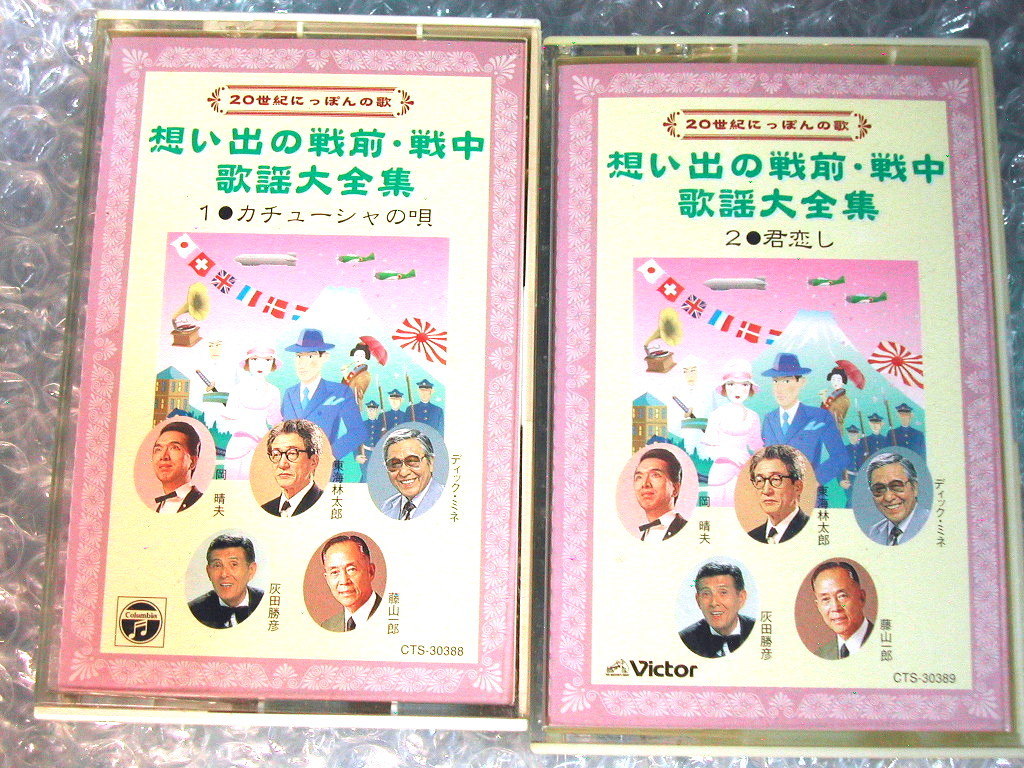 20世紀にっぽんの歌
想い出の戦前・戦中
歌謡大全集
1●カチューシャの唄
岡 晴夫
東海林太郎
ディック・ミネ
灰田勝彦
藤山一郎
Columbia
CTS-30388
20世紀にっぽんの歌
想い出の戦前・戦中
歌謡大全集
2●君恋し
岡 晴夫
東海林太郎
ディック・ミネ
灰田勝彦
藤山一郎
Victor
CTS-30389